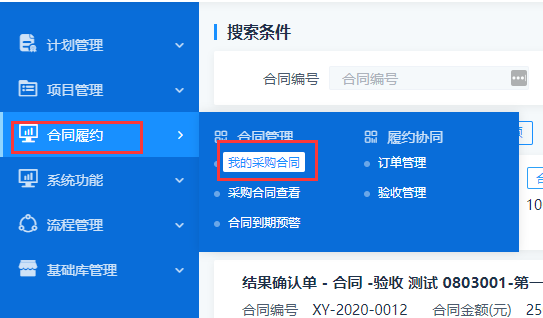 计划管理
项目管理
合同履约
系统功能
流程管理
基础库管理
搜索条件
合同编号 合同编号
合同管理
我的采购合同
采购合同查看
合同到期预警
履约协同
订单管理
验收管理
10
结果确认单 - 合同 -验收 测试 0803001-第一
合同编号 XY-2020-0012 合同金额(元) 25